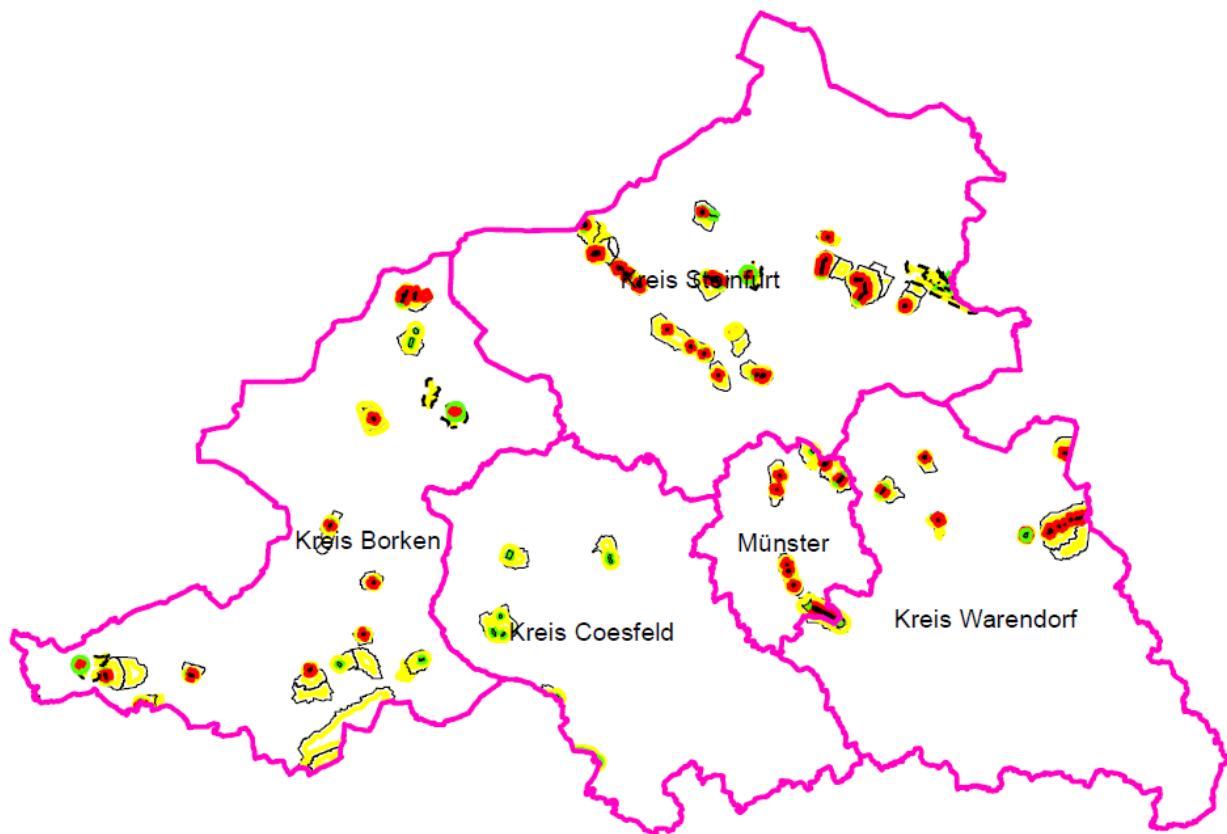 Kreis Steinfurt
Kreis Borken
Münster
Kreis Warendorf
Kreis Coesfeld